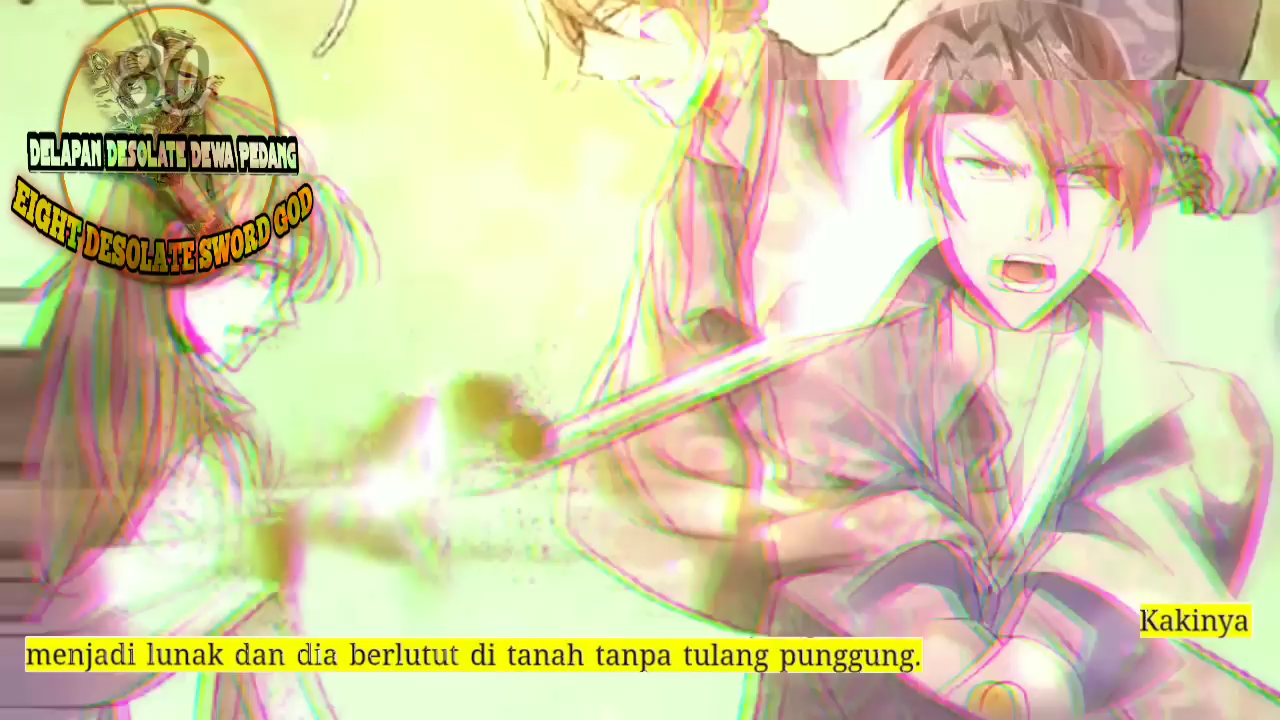 80
DELAPAN DESOLATE DEWA PEDANG
EIGHT DESOLATE SWORD GOD
Kakinya
menjadi lunak dan dia berlutut di tanah tanpa tulang punggung.